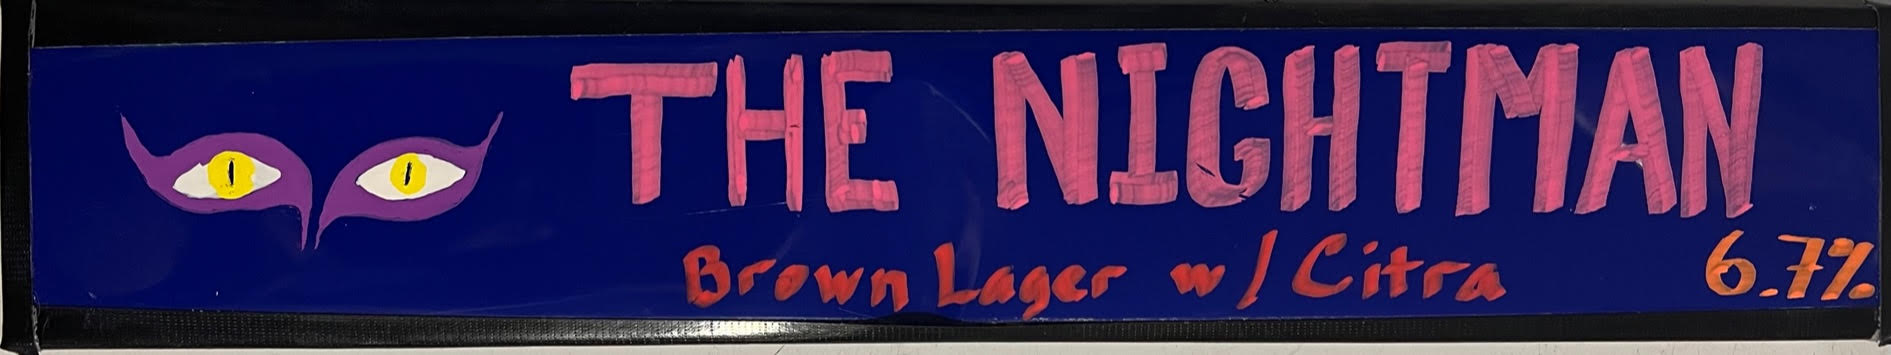 THE NIGHTMAN
Brown Lager w/ Citra
6.7%